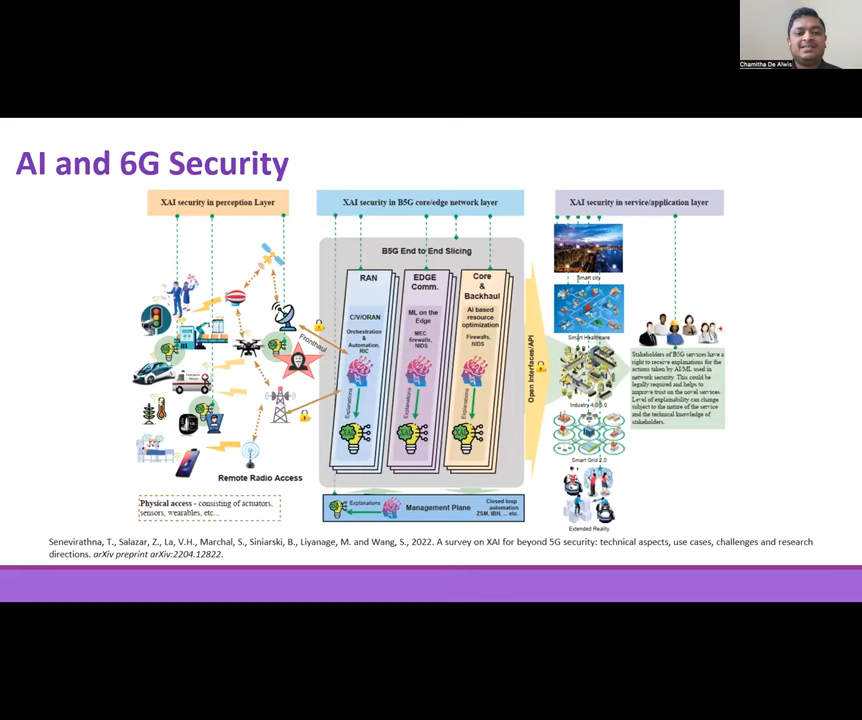 Chamitha De Alwis
AI and 6G Security
XAI security in perception Layer
XAI security in B5G core/edge network layer
XAI security in service/application layer
B5G End to End Slicing
RAN
C/V/ORAN
Orchestration
&
Automation,
RIC
Explanations
XAI
EDGE
Comm.
ML on the
Edge
MEC
firewalls,
NIDS
Explanations
XAI
Core
&
Backhaul
AI based
resource
optimization
Firewalls,
NIDS
Explanations
XAI
Fronthaul
Remote Radio Access
Physical access - consisting of actuators,
sensors, wearables, etc...
Explanations
Management Plane
Closed loop
automation
ZSM, IBN, ... etc.
Open Interfaces/API
Smart city
Smart Healthcare
Industry 4.0/5.0
Smart Grid 2.0
Extended Reality
Stakeholders of B5G services have a
right to receive explanations for the
actions taken by AI/ML used in
network security. This could be
legally required and helps to
improve trust on the novel services.
Level of explainability can change
subject to the nature of the service
and the technical knowledge of
stakeholders.
Senevirathna, T., Salazar, Z., La, V.H., Marchal, S., Siniarski, B., Liyanage, M. and Wang, S., 2022. A survey on XAI for beyond 5G security: technical aspects, use cases, challenges and research
directions. arXiv preprint arXiv:2204.12822.